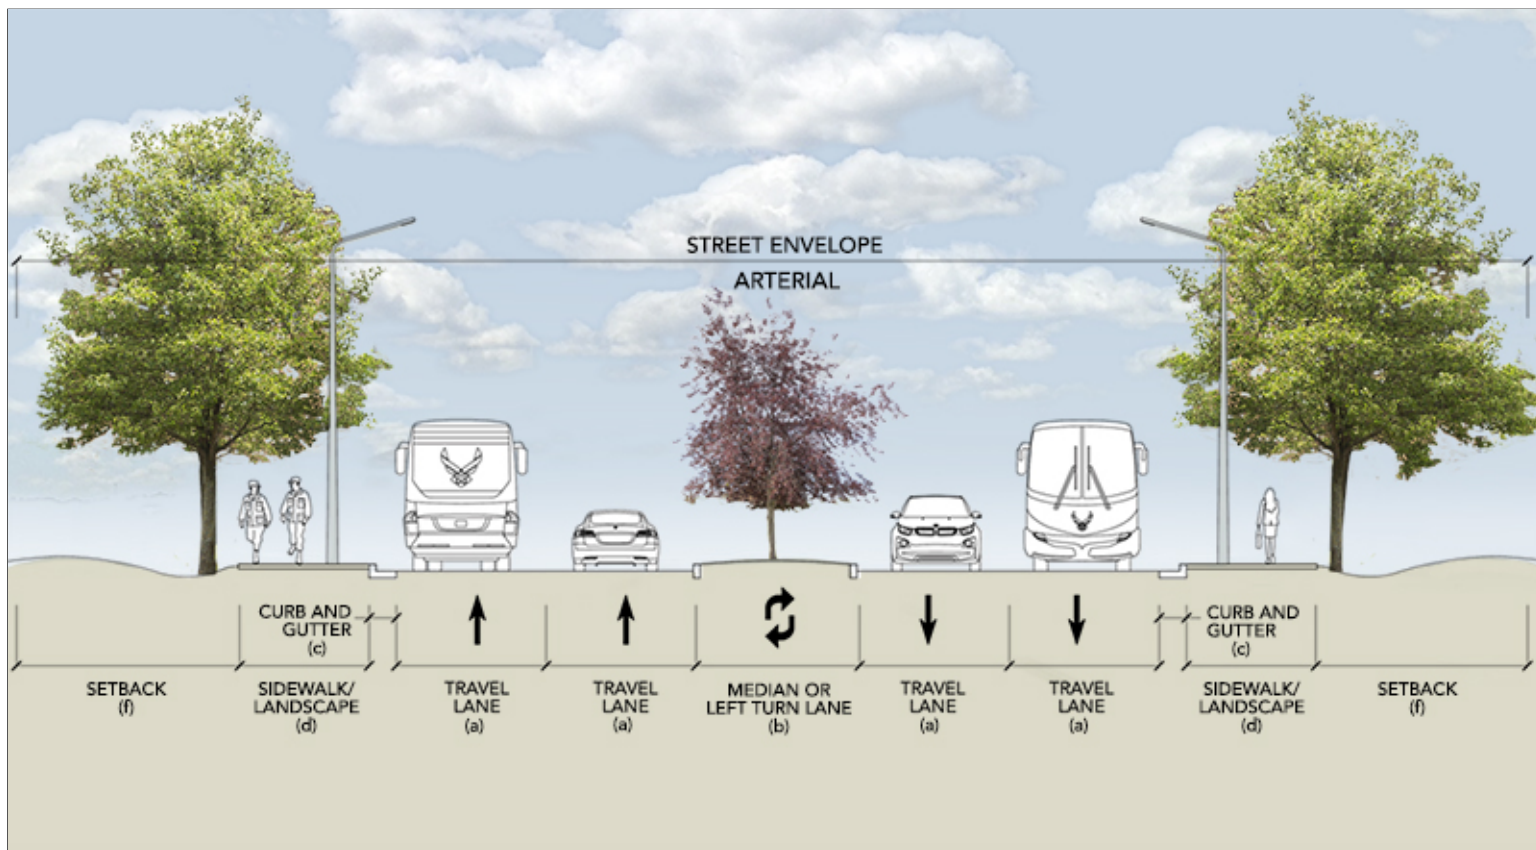 STREET ENVELOPE
ARTERIAL
CURB AND
GUTTER
(c)
CURB AND
GUTTER
(c)
SETBACK
(f)
SIDEWALK/
LANDSCAPE
(d)
TRAVEL
LANE
(a)
TRAVEL
LANE
(a)
MEDIAN OR
LEFT TURN LANE
(b)
TRAVEL
LANE
(a)
TRAVEL
LANE
(a)
SIDEWALK/
LANDSCAPE
(d)
SETBACK
(f)